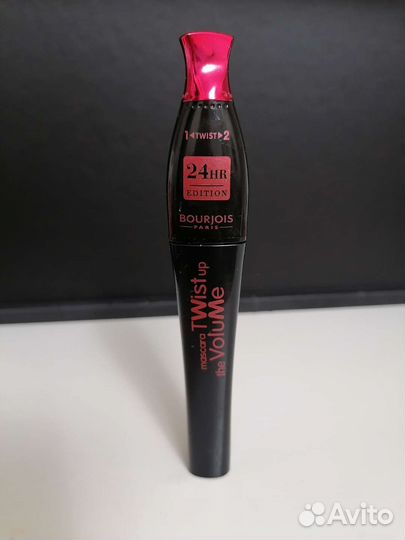 1◄TWIST►2
24HR
EDITION
BOURJOIS
PARIS
mascara TWist up
the VoluMe
Avito